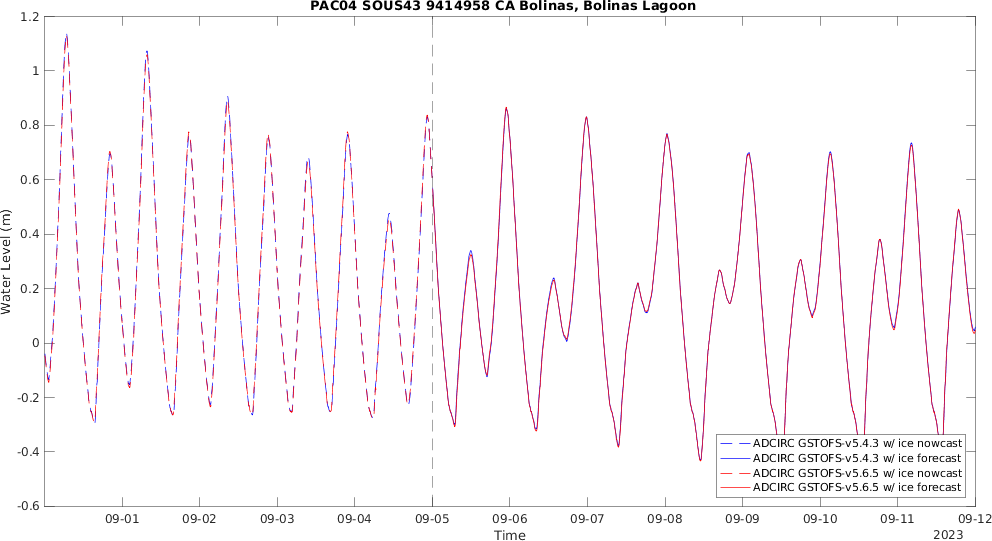 PAC04 SOUS43 9414958 CA Bolinas, Bolinas Lagoon
Water Level (m)
1.2
1
0.8
0.6
0.4
0.2
0
-0.2
-0.4
-0.6
ADCIRC GSTOFS-v5.4.3 w/ ice nowcast
ADCIRC GSTOFS-v5.4.3 w/ ice forecast
ADCIRC GSTOFS-v5.6.5 w/ ice nowcast
ADCIRC GSTOFS-v5.6.5 w/ ice forecast
09-01 09-02 09-03 09-04 09-05 09-06 09-07 09-08 09-09 09-10 09-11 09-12
Time
2023